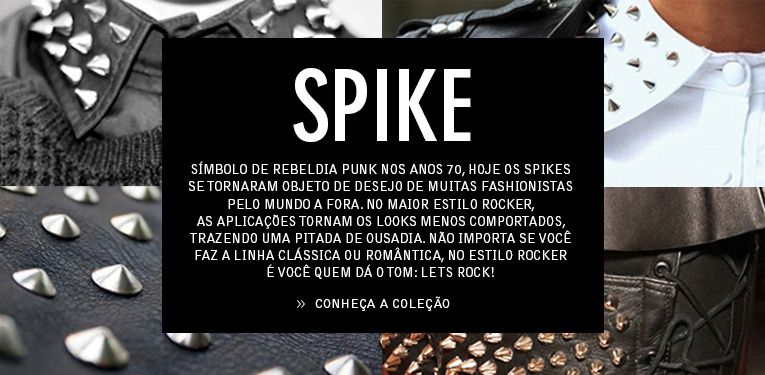 SPIKE
SÍMBOLO DE REBELDIA PUNK NOS ANOS 70, HOJE OS SPIKES
SE TORNARAM OBJETO DE DESEJO DE MUITAS FASHIONISTAS
PELO MUNDO A FORA. NO MAIOR ESTILO ROCKER,
AS APLICAÇÕES TORNAM OS LOOKS MENOS COMPORTADOS,
TRAZENDO UMA PITADA DE OUSADIA. NÃO IMPORTA SE VOCÊ
FAZ A LINHA CLÁSSICA OU ROMÂNTICA, NO ESTILO ROCKER
É VOCÊ QUEM DÁ O TOM: LETS ROCK!
» CONHEÇA A COLEÇÃO